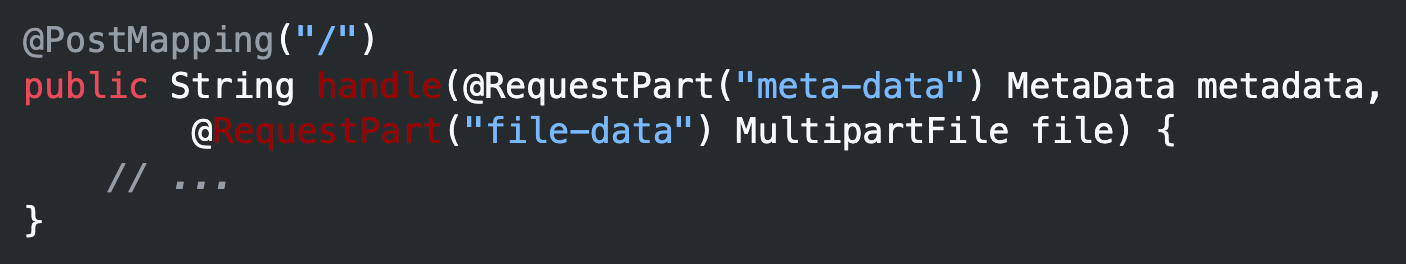 @PostMapping("/")
public String handle(@RequestPart("meta-data") MetaData metadata,
        @RequestPart("file-data") MultipartFile file) {
    // ...
}